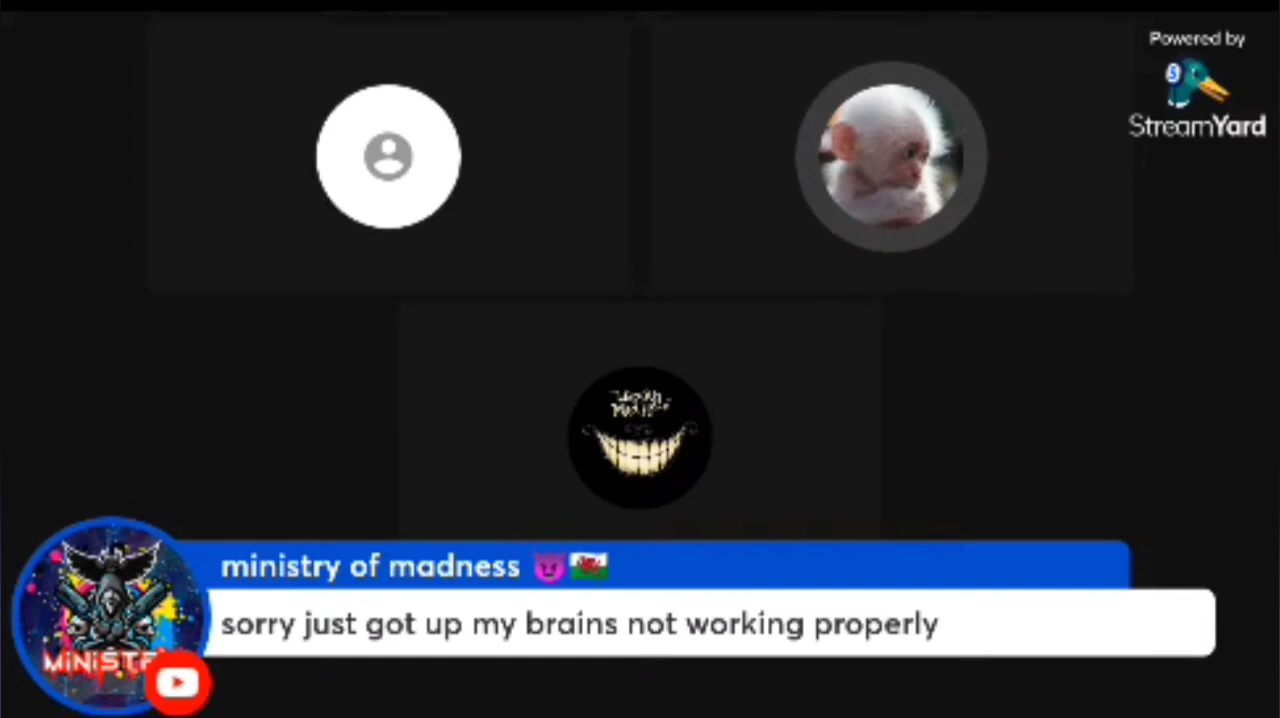 Powered by
StreamYard
ministry of madness 😈🏴󠁧󠁢󠁷󠁬󠁳󠁿
sorry just got up my brains not working properly